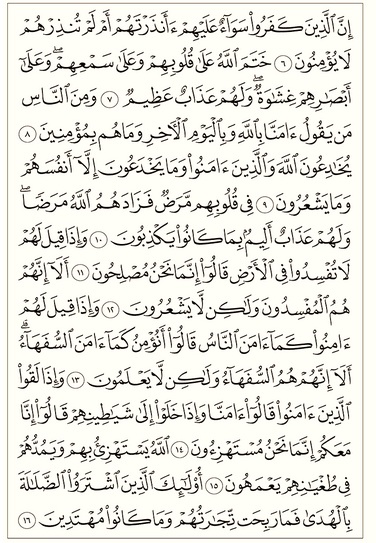 إِنَّ ٱلَّذِينَ كَفَرُوا۟ سَوَآءٌ عَلَيْهِمْ ءَأَنذَرْتَهُمْ أَمْ لَمْ تُنذِرْهُمْ
لَا يُؤْمِنُونَ ٦ خَتَمَ ٱللَّهُ عَلَىٰ قُلُوبِهِمْ وَعَلَىٰ سَمْعِهِمْ ۖ وَعَلَىٰٓ
أَبْصَٰرِهِمْ غِشَٰوَةٌ ۖ وَلَهُمْ عَذَابٌ عَظِيمٌ ٧ وَمِنَ ٱلنَّاسِ
مَن يَقُولُ ءَامَنَّا بِٱللَّهِ وَبِٱلْيَوْمِ ٱلْءَاخِرِ وَمَا هُم بِمُؤْمِنِينَ ٨
يُخَٰدِعُونَ ٱللَّهَ وَٱلَّذِينَ ءَامَنُوا۟ وَمَا يَخْدَعُونَ إِلَّآ أَنفُسَهُمْ
وَمَا يَشْعُرُونَ ٩ فِى قُلُوبِهِم مَّرَضٌ فَزَادَهُمُ ٱللَّهُ مَرَضًا ۖ
وَلَهُمْ عَذَابٌ أَلِيمٌۢ بِمَا كَانُوا۟ يَكْذِبُونَ ١٠ وَإِذَا قِيلَ لَهُمْ
لَا تُفْسِدُوا۟ فِى ٱلْأَرْضِ قَالُوٓا۟ إِنَّمَا نَحْنُ مُصْلِحُونَ ١١ أَلَآ إِنَّهُمْ
هُمُ ٱلْمُفْسِدُونَ وَلَٰكِن لَّا يَشْعُرُونَ ١٢ وَإِذَا قِيلَ لَهُمْ
ءَامِنُوا۟ كَمَآ ءَامَنَ ٱلنَّاسُ قَالُوٓا۟ أَنُؤْمِنُ كَمَآ ءَامَنَ ٱلسُّفَهَآءُ ۗ
أَلَآ إِنَّهُمْ هُمُ ٱلسُّفَهَآءُ وَلَٰكِن لَّا يَعْلَمُونَ ١٣ وَإِذَا لَقُوا۟
ٱلَّذِينَ ءَامَنُوا۟ قَالُوٓا۟ ءَامَنَّا وَإِذَا خَلَوْا۟ إِلَىٰ شَيَٰطِينِهِمْ قَالُوٓا۟ إِنَّا
مَعَكُمْ إِنَّمَا نَحْنُ مُسْتَهْزِءُونَ ١٤ ٱللَّهُ يَسْتَهْزِئُ بِهِمْ وَيَمُدُّهُمْ
فِى طُغْيَٰنِهِمْ يَعْمَهُونَ ١٥ أُو۟لَٰٓئِكَ ٱلَّذِينَ ٱشْتَرَوُا۟ ٱلضَّلَٰلَةَ
بِٱلْهُدَىٰ فَمَا رَبِحَت تِّجَٰرَتُهُمْ وَمَا كَانُوا۟ مُهْتَدِينَ ١٦